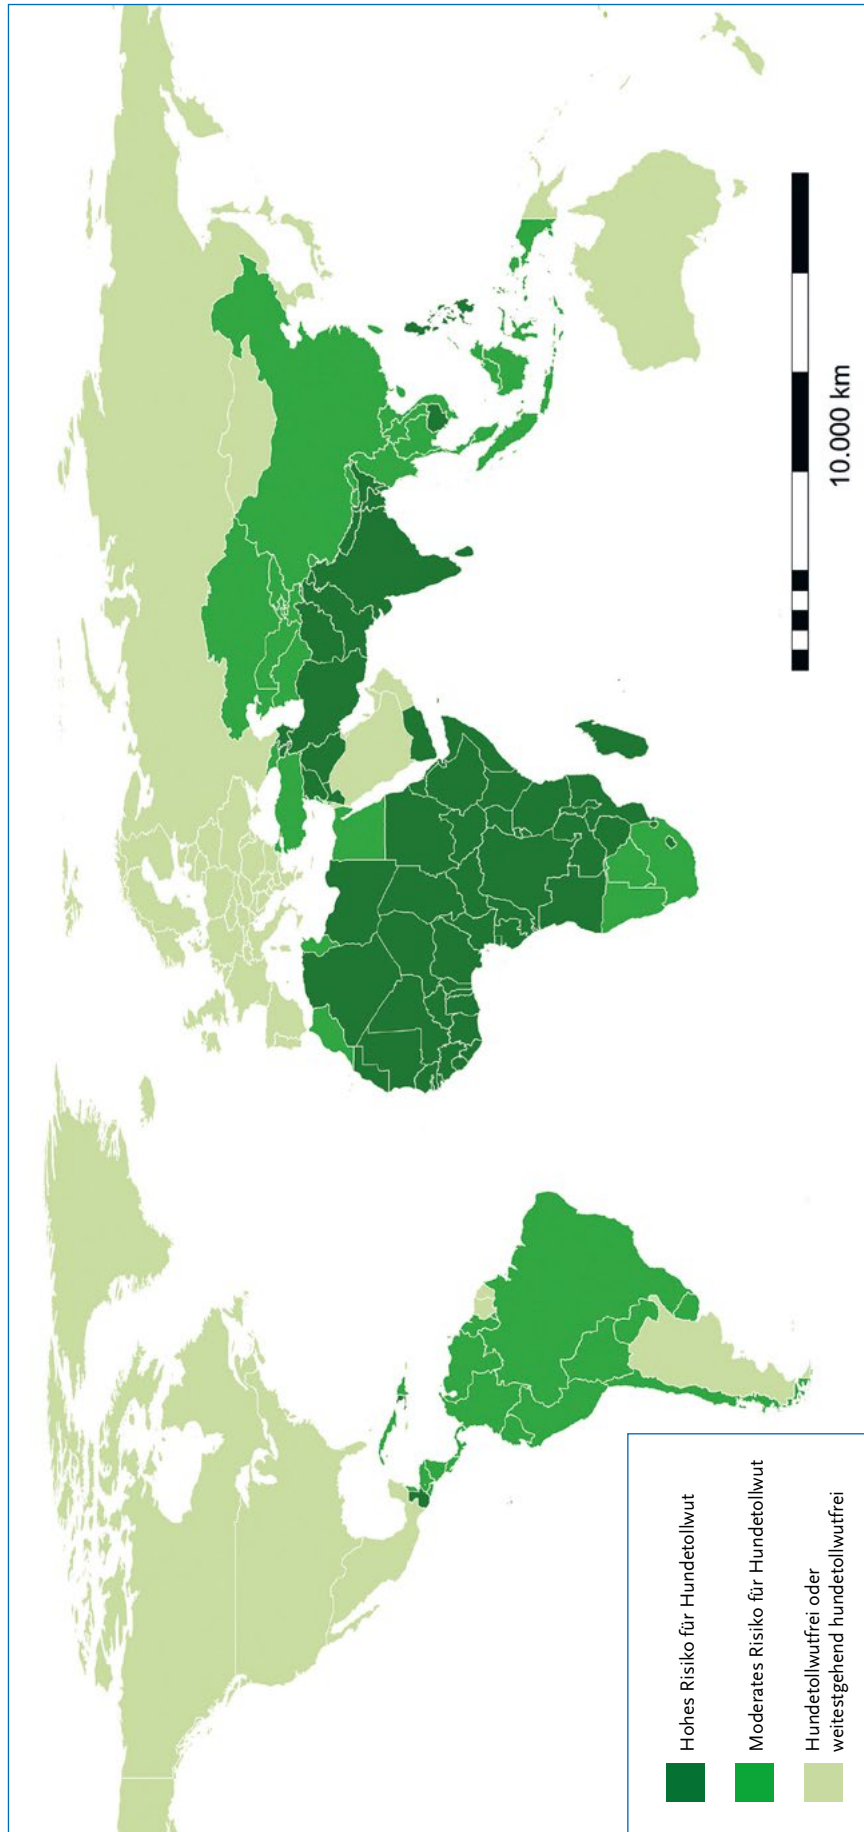 10.000 km
Hohes Risiko für Hundetollwut
Moderates Risiko für Hundetollwut
Hundetollwutfrei oder
weitestgehend hundetollwutfrei